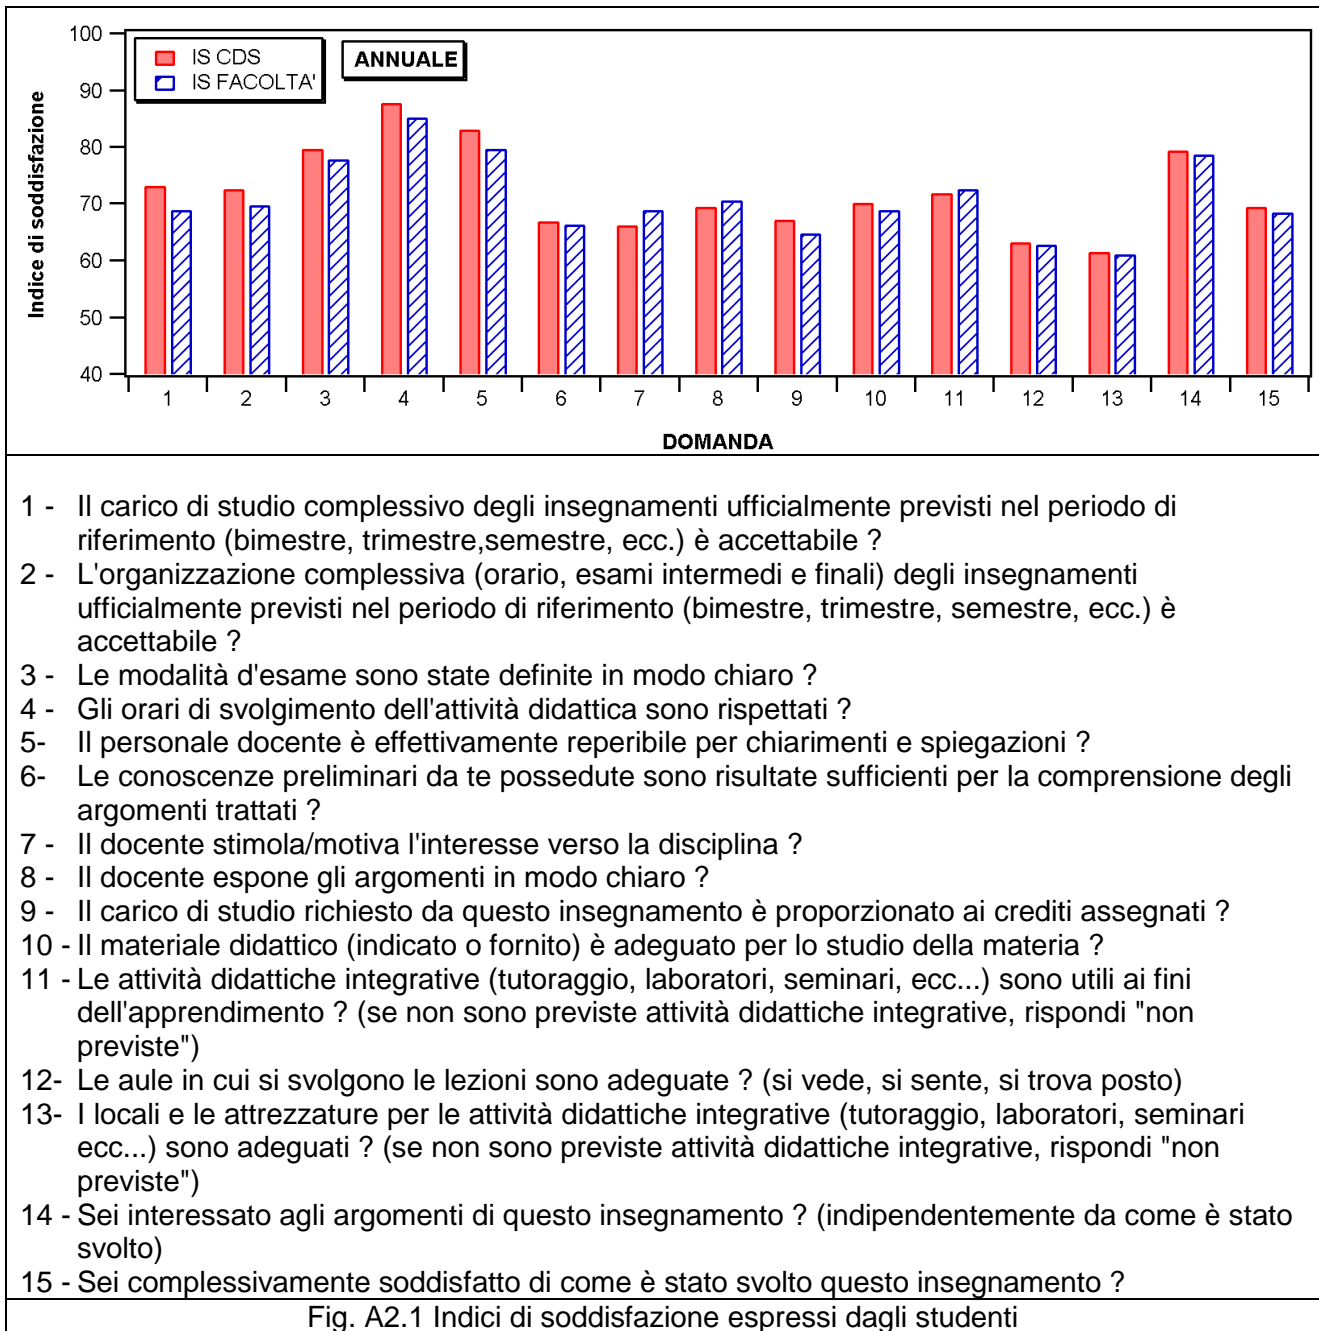 100
90
80
70
60
50
40
Indice di soddisfazione
IS CDS
IS FACOLTA'
ANNUALE
1 2 3 4 5 6 7 8 9 10 11 12 13 14 15
DOMANDA
1 - Il carico di studio complessivo degli insegnamenti ufficialmente previsti nel periodo di
riferimento (bimestre, trimestre,semestre, ecc.) è accettabile ?
2 - L'organizzazione complessiva (orario, esami intermedi e finali) degli insegnamenti
ufficialmente previsti nel periodo di riferimento (bimestre, trimestre, semestre, ecc.) è
accettabile ?
3 - Le modalità d'esame sono state definite in modo chiaro ?
4 - Gli orari di svolgimento dell'attività didattica sono rispettati ?
5- Il personale docente è effettivamente reperibile per chiarimenti e spiegazioni ?
6- Le conoscenze preliminari da te possedute sono risultate sufficienti per la comprensione degli
argomenti trattati ?
7 - Il docente stimola/motiva l'interesse verso la disciplina ?
8 - Il docente espone gli argomenti in modo chiaro ?
9 - Il carico di studio richiesto da questo insegnamento è proporzionato ai crediti assegnati ?
10 - Il materiale didattico (indicato o fornito) è adeguato per lo studio della materia ?
11 - Le attività didattiche integrative (tutoraggio, laboratori, seminari, ecc...) sono utili ai fini
dell'apprendimento ? (se non sono previste attività didattiche integrative, rispondi "non
previste")
12- Le aule in cui si svolgono le lezioni sono adeguate ? (si vede, si sente, si trova posto)
13- I locali e le attrezzature per le attività didattiche integrative (tutoraggio, laboratori, seminari
ecc...) sono adeguati ? (se non sono previste attività didattiche integrative, rispondi "non
previste")
14 - Sei interessato agli argomenti di questo insegnamento ? (indipendentemente da come è stato
svolto)
15 - Sei complessivamente soddisfatto di come è stato svolto questo insegnamento ?
Fig. A2.1 Indici di soddisfazione espressi dagli studenti